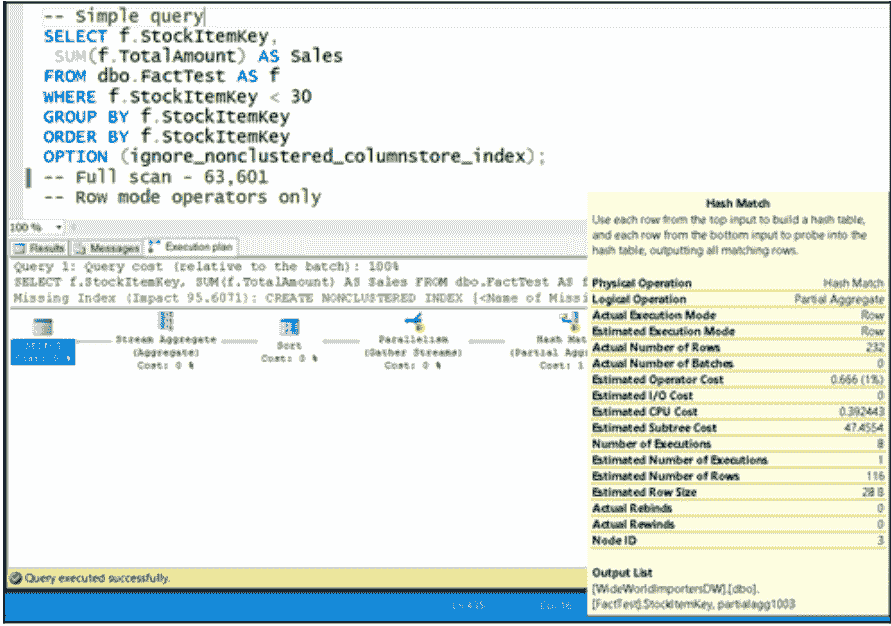 -- Simple query
SELECT f.StockItemKey,
SUM(f.TotalAmount) AS Sales
FROM dbo.FactTest AS f
WHERE f.StockItemKey < 30
GROUP BY f.StockItemKey
ORDER BY f.StockItemKey
OPTION (ignore_nonclustered_columnstore_index);
-- Full scan - 63,601
-- Row mode operators only
100 %
Results Messages Execution plan
Query 1: Query cost (relative to the batch): 100%
SELECT f.StockItemKey, SUM(f.TotalAmount) AS Sales FROM dbo.FactTest AS f
Missing Index (Impact 95.6071): CREATE NONCLUSTERED INDEX [<Name of Missi
SELECT
Cost: 0 %
Stream Aggregate
(Aggregate)
Cost: 0 %
Sort
Cost: 0 %
Parallelism
(Gather Streams)
Cost: 0 %
Hash Mat
(Partial Agg
Cost: 1
Hash Match
Use each row from the top input to build a hash table,
and each row from the bottom input to probe into the
hash table, outputting all matching rows.
Physical Operation Hash Match
Logical Operation Partial Aggregate
Actual Execution Mode Row
Estimated Execution Mode Row
Actual Number of Rows 232
Actual Number of Batches 0
Estimated Operator Cost 0.666 (1%)
Estimated I/O Cost 0
Estimated CPU Cost 0.392443
Estimated Subtree Cost 47.4554
Number of Executions 8
Estimated Number of Executions 1
Estimated Number of Rows 116
Estimated Row Size 28 B
Actual Rebinds 0
Actual Rewinds 0
Node ID 3
Output List
[WideWorldImportersDW].[dbo].
[FactTest].StockItemKey, partialagg1003
Query executed successfully.